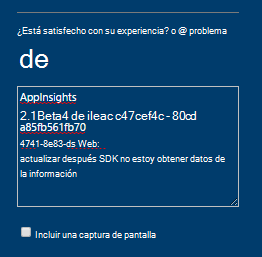 ¿Está satisfecho con su experiencia? o @ problema
de
AppInsights
2.1Beta4 de ileac c47cef4c - 80cd
a85fb561fb70
4741-8e83-ds Web:
actualizar después SDK no estoy obtener datos de
la información
Incluir una captura de pantalla